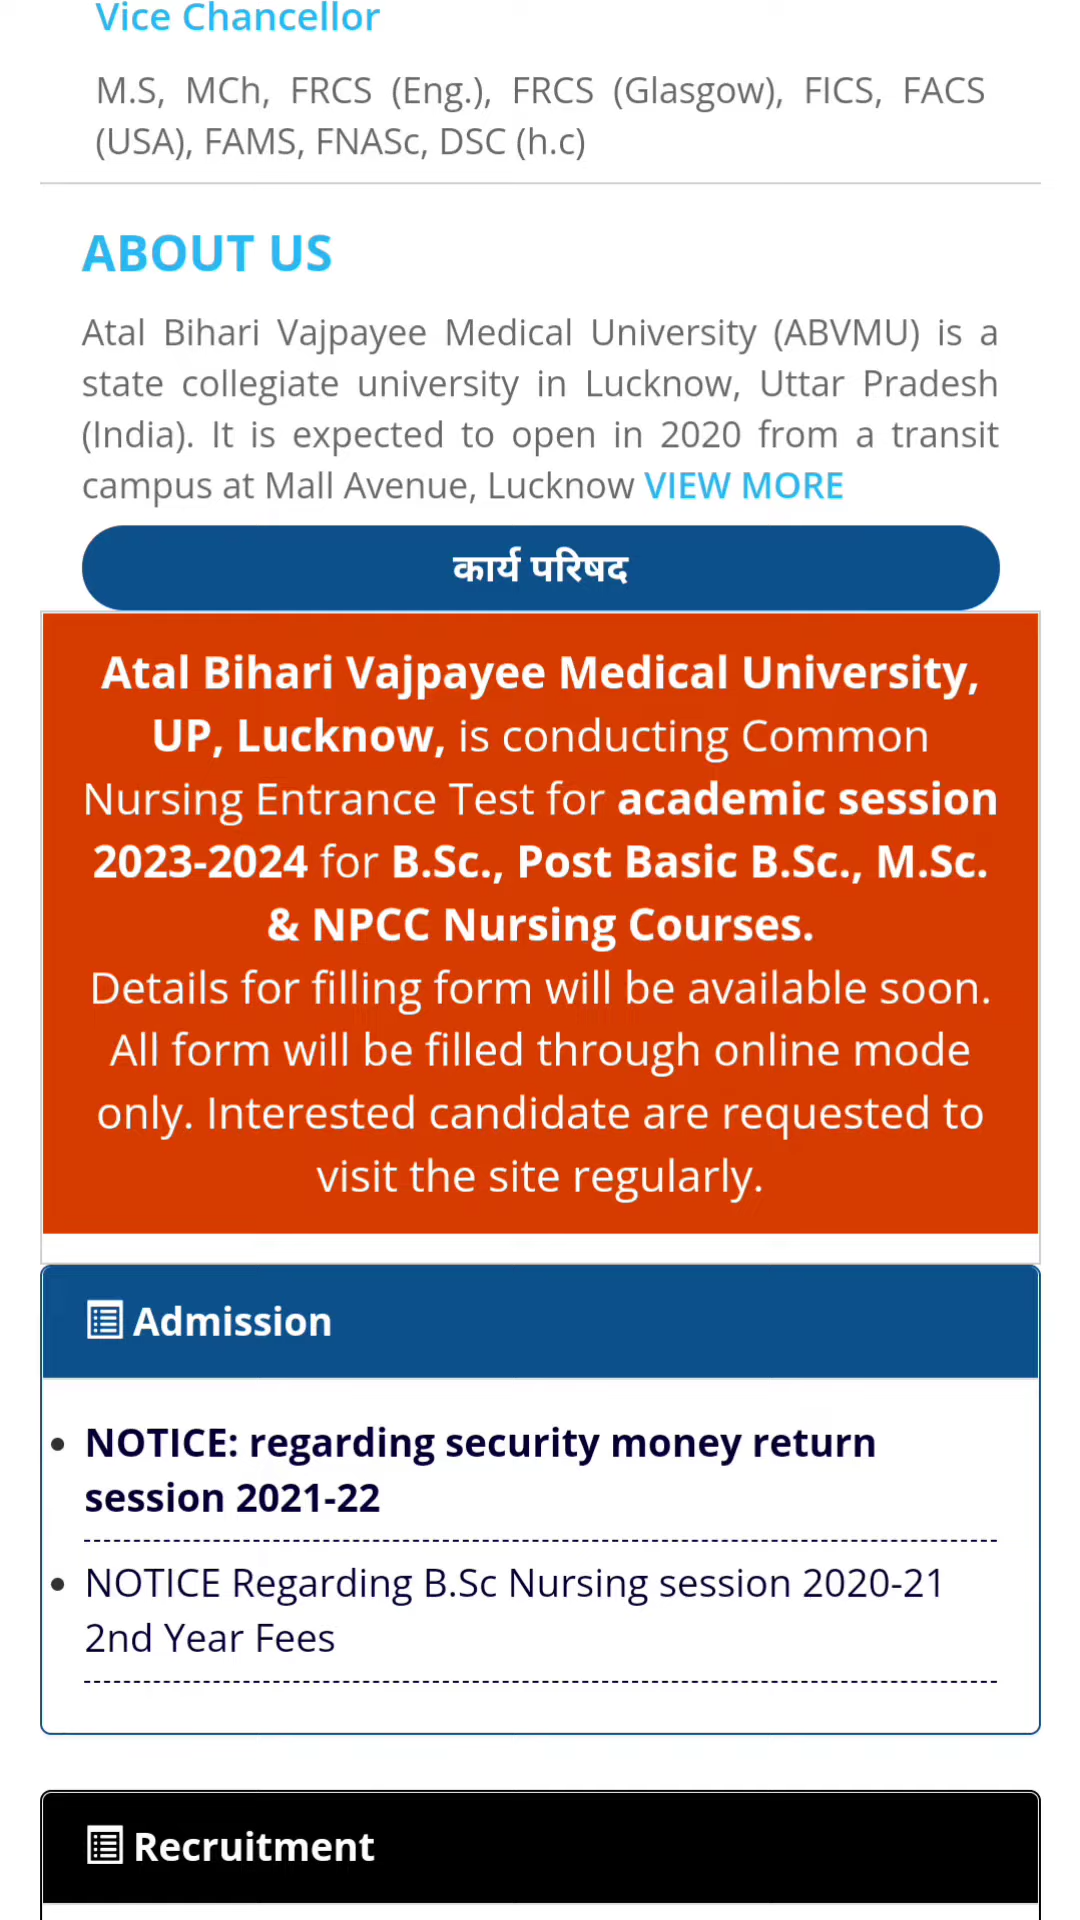 Vice Chancellor
M.S, MCh, FRCS (Eng.), FRCS (Glasgow), FICS, FACS
(USA), FAMS, FNASc, DSC (h.c)
ABOUT US
Atal Bihari Vajpayee Medical University (ABVMU) is a
state collegiate university in Lucknow, Uttar Pradesh
(India). It is expected to open in 2020 from a transit
campus at Mall Avenue, Lucknow VIEW MORE
कार्य परिषद
Atal Bihari Vajpayee Medical University,
UP, Lucknow, is conducting Common
Nursing Entrance Test for academic session
2023-2024 for B.Sc., Post Basic B.Sc., M.Sc.
& NPCC Nursing Courses.
Details for filling form will be available soon.
All form will be filled through online mode
only. Interested candidate are requested to
visit the site regularly.
Admission
NOTICE: regarding security money return
session 2021-22
NOTICE Regarding B.Sc Nursing session 2020-21
2nd Year Fees
Recruitment